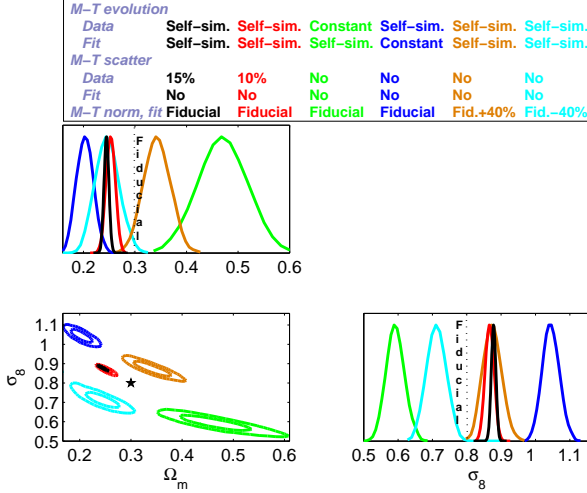 M−T evolution
Data Self−sim. Self−sim. Constant Self−sim. Self−sim. Self−sim.
Fit Self−sim. Self−sim. Self−sim. Constant Self−sim. Self−sim.
M−T scatter
Data 15% 10% No No No No
Fit No No No No No No
M−T norm, fit Fiducial Fiducial Fiducial Fiducial Fid.+40% Fid.−40%
Fiducial
0.2 0.3 0.4 0.5 0.6
1.1
1
0.9
0.8
0.7
0.6
0.5
σ8
0.2 0.3 0.4 0.5 0.6
Ωm
Fiducial
0.5 0.6 0.7 0.8 0.9 1 1.1
σ8